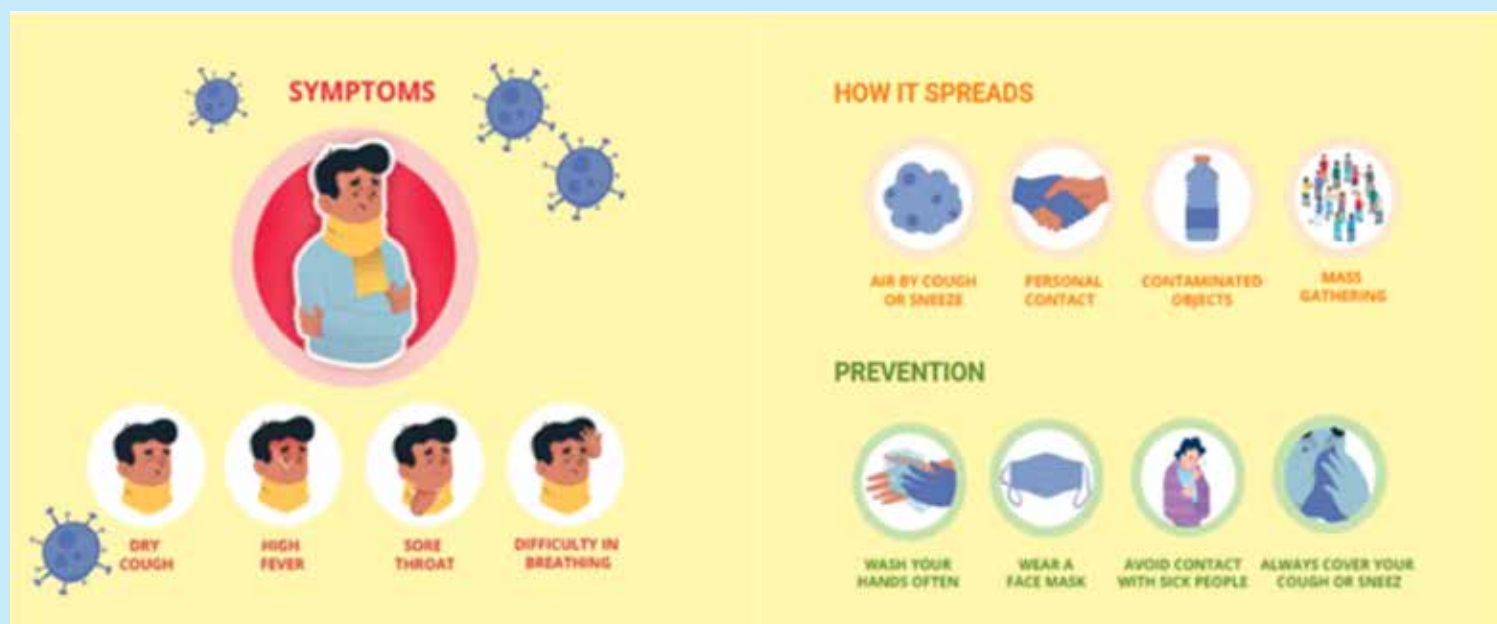 SYMPTOMS
DRY
COUGH
HIGH
FEVER
SORE
THROAT
DIFFICULTY IN
BREATHING
HOW IT SPREADS
AIR BY COUGH
OR SNEEZE
PERSONAL
CONTACT
CONTAMINATED
OBJECTS
MASS
GATHERING
PREVENTION
WASH YOUR
HANDS OFTEN
WEAR A
FACE MASK
AVOID CONTACT
WITH SICK PEOPLE
ALWAYS COVER YOUR
COUGH OR SNEEZ